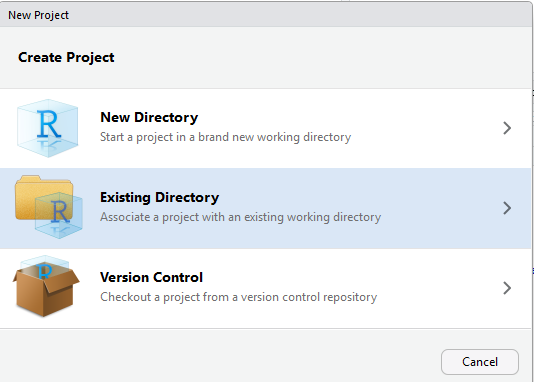 New Project
Create Project
New Directory
Start a project in a brand new working directory
Existing Directory
Associate a project with an existing working directory
Version Control
Checkout a project from a version control repository
Cancel